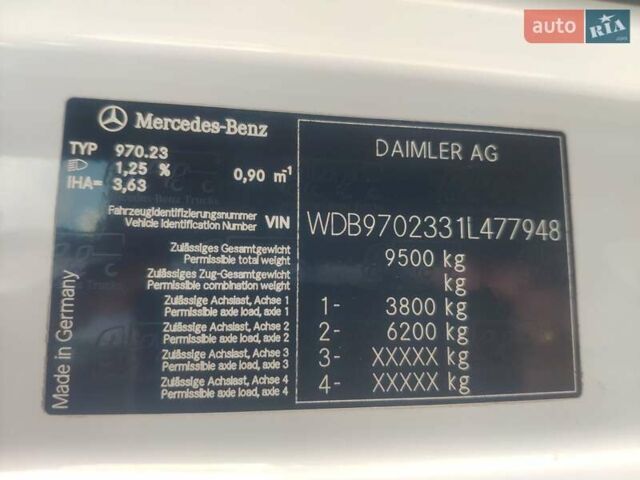 auto RIA .com
Mercedes-Benz
TYP 970.23
1,25 % 0,90 m⁻¹
IHA= 3,63
DAIMLER AG
Fahrzeugidentifizierungsnummer
Vehicle Identification Number VIN WDB9702331L477948
Zulässiges Gesamtgewicht
Permissible total weight 9500 kg
Zulässiges Zug-Gesamtgewicht
Permissible combination weight kg
Zulässige Achslast, Achse 1
Permissible axle load, axle 1 1- 3800 kg
Zulässige Achslast, Achse 2
Permissible axle load, axle 2 2- 6200 kg
Zulässige Achslast, Achse 3
Permissible axle load, axle 3 3- XXXXX kg
Zulässige Achslast, Achse 4
Permissible axle load, axle 4 4- XXXXX kg
Made in Germany